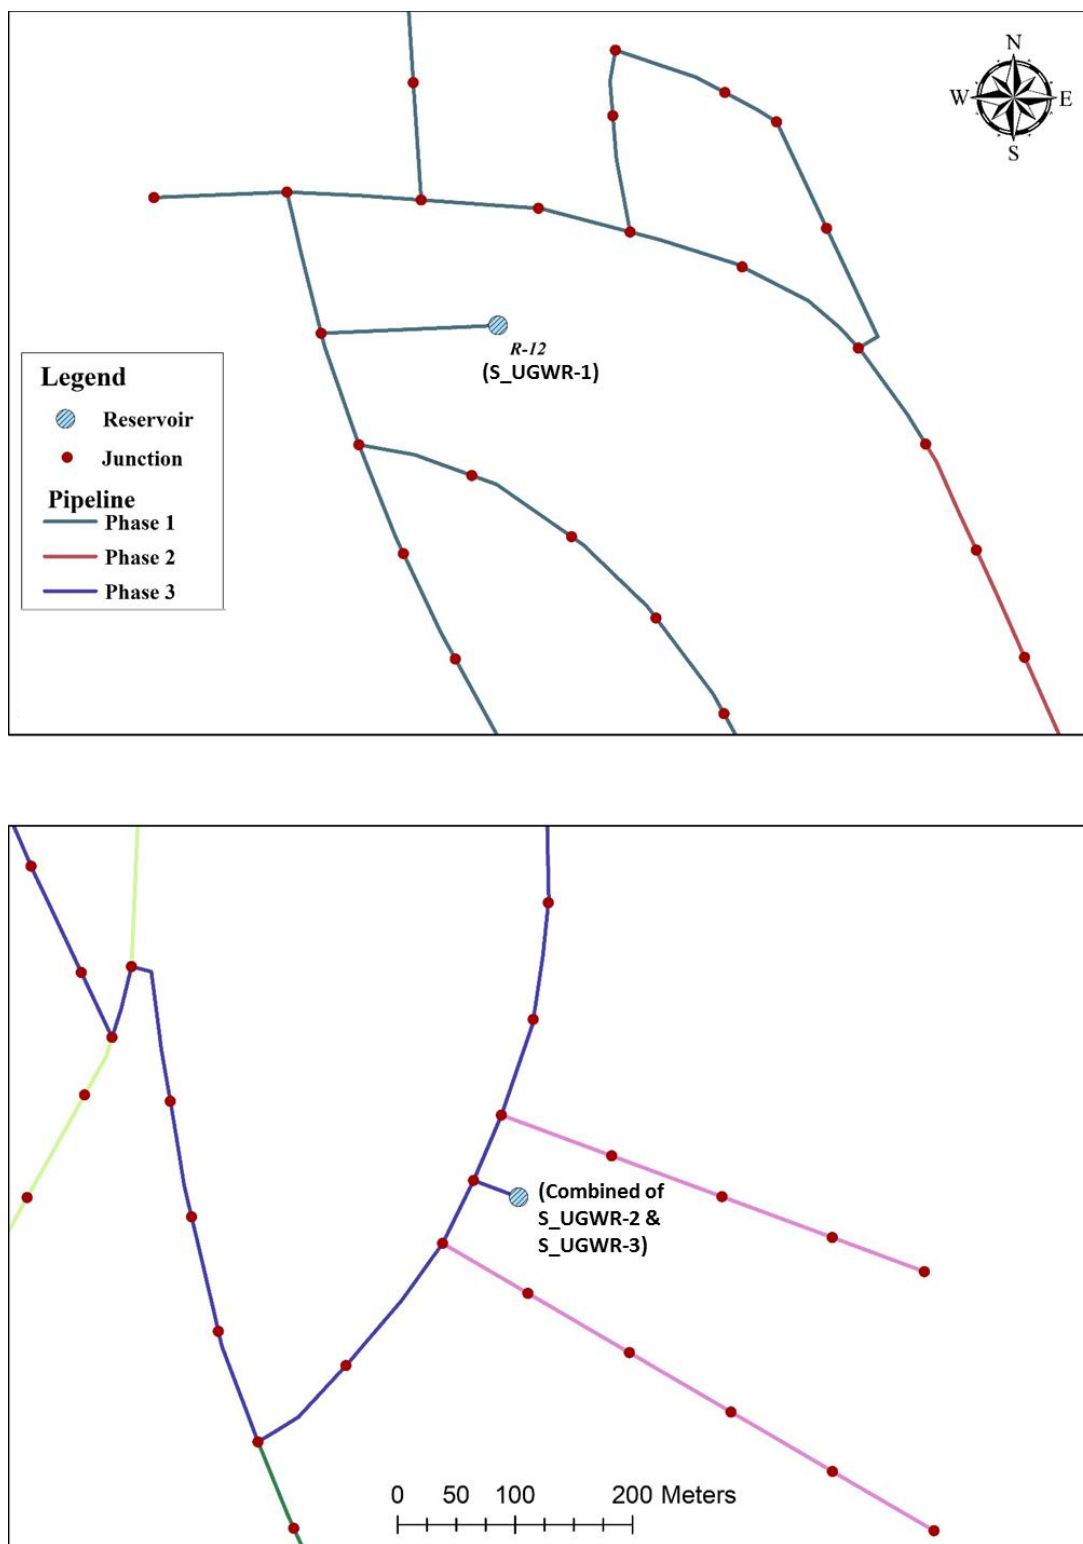 N
W E
S
R-12
(S_UGWR-1)
Legend
Reservoir
Junction
Pipeline
Phase 1
Phase 2
Phase 3
(Combined of
S_UGWR-2 &
S_UGWR-3)
0 50 100 200 Meters